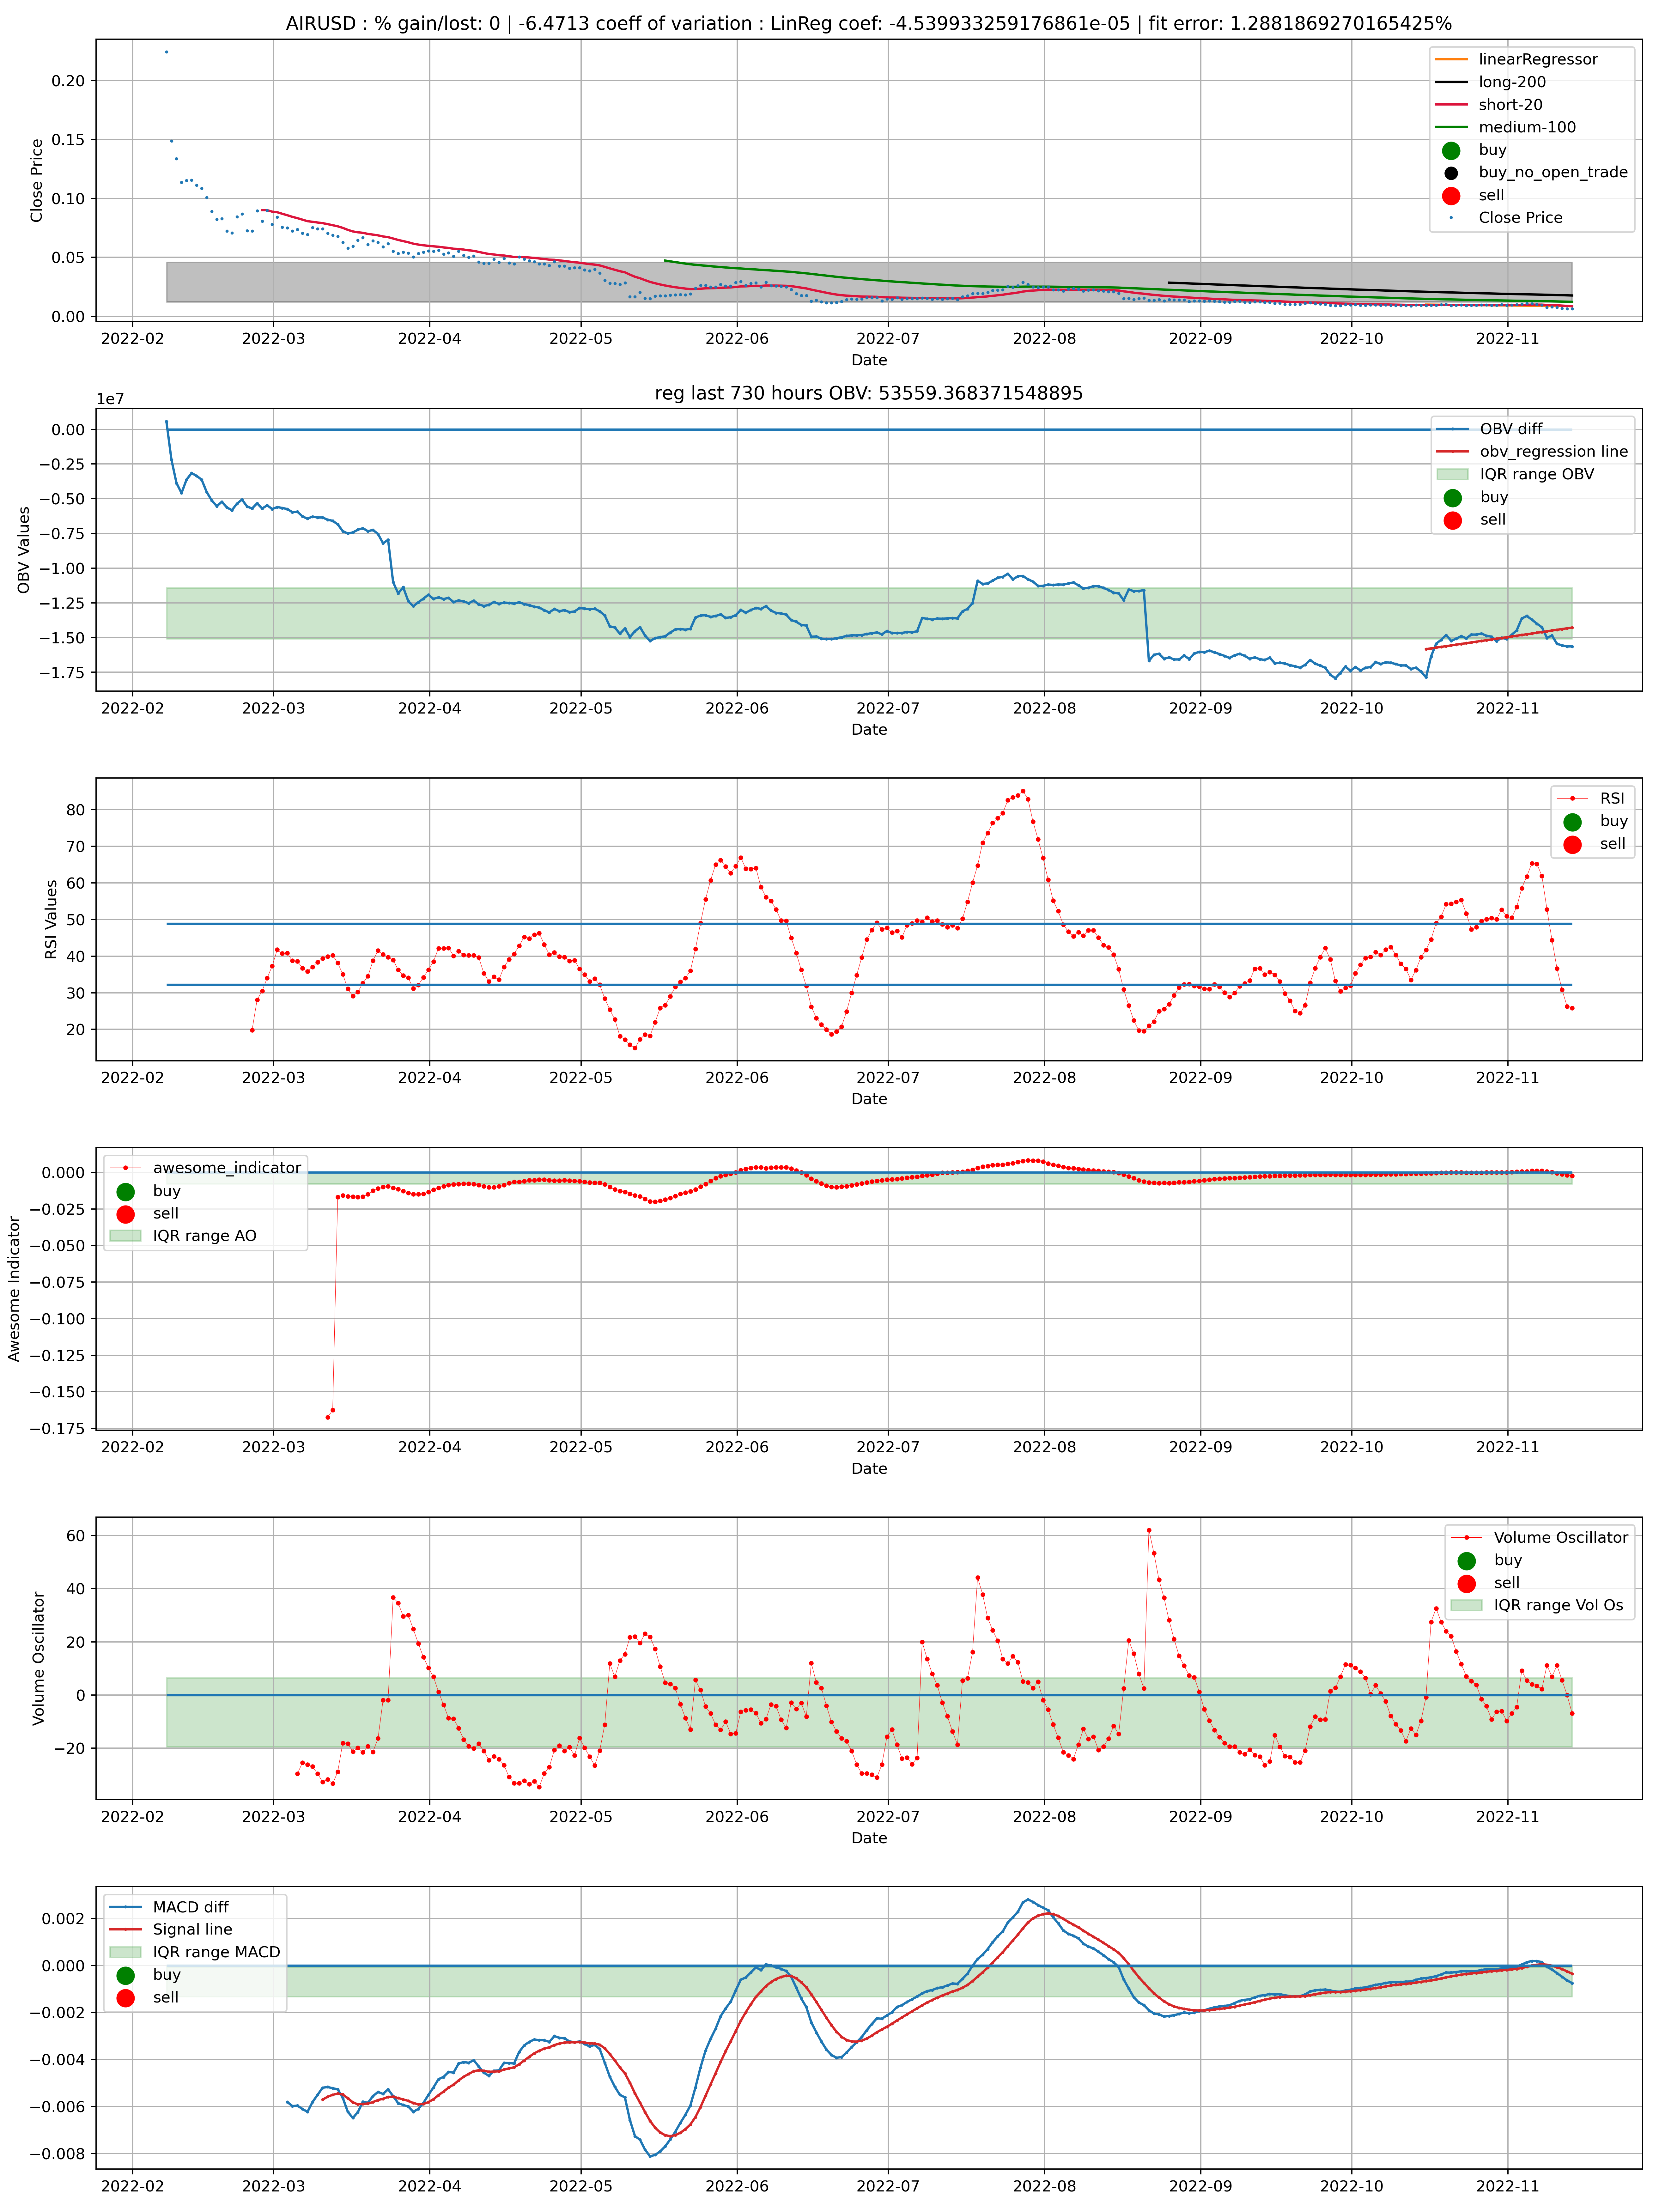 AIRUSD : % gain/lost: 0 | -6.4713 coeff of variation : LinReg coef: -4.539933259176861e-05 | fit error: 1.2881869270165425%
0.20
0.15
0.10
0.05
0.00
Close Price
linearRegressor
long-200
short-20
medium-100
buy
buy_no_open_trade
sell
Close Price
2022-02 2022-03 2022-04 2022-05 2022-06 2022-07 2022-08 2022-09 2022-10 2022-11
Date
reg last 730 hours OBV: 53559.368371548895
1e7
0.00
−0.25
−0.50
−0.75
−1.00
−1.25
−1.50
−1.75
OBV Values
OBV diff
obv_regression line
IQR range OBV
buy
sell
2022-02 2022-03 2022-04 2022-05 2022-06 2022-07 2022-08 2022-09 2022-10 2022-11
Date
80
70
60
50
40
30
20
RSI Values
RSI
buy
sell
2022-02 2022-03 2022-04 2022-05 2022-06 2022-07 2022-08 2022-09 2022-10 2022-11
Date
0.000
−0.025
−0.050
−0.075
−0.100
−0.125
−0.150
−0.175
Awesome Indicator
awesome_indicator
buy
sell
IQR range AO
2022-02 2022-03 2022-04 2022-05 2022-06 2022-07 2022-08 2022-09 2022-10 2022-11
Date
60
40
20
0
−20
Volume Oscillator
Volume Oscillator
buy
sell
IQR range Vol Os
2022-02 2022-03 2022-04 2022-05 2022-06 2022-07 2022-08 2022-09 2022-10 2022-11
Date
0.002
0.000
−0.002
−0.004
−0.006
−0.008
MACD diff
Signal line
IQR range MACD
buy
sell
2022-02 2022-03 2022-04 2022-05 2022-06 2022-07 2022-08 2022-09 2022-10 2022-11